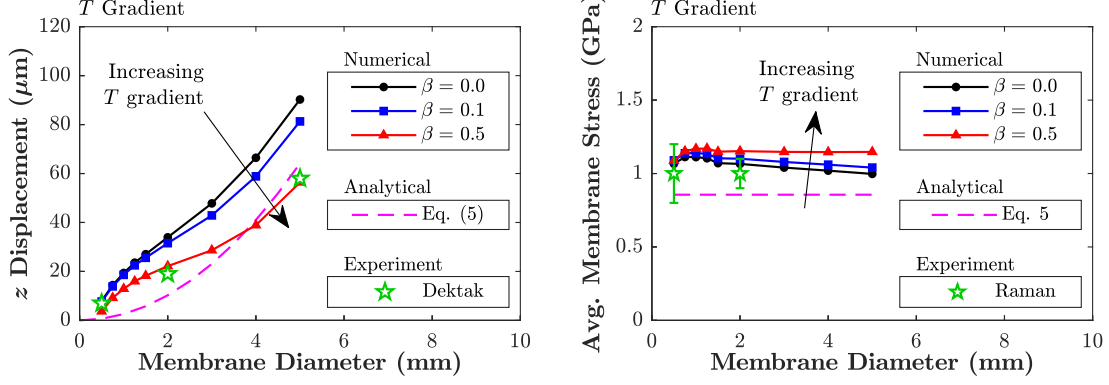 T Gradient
120
100
80
60
40
20
0
z Displacement (μm)
Increasing
T gradient
Numerical
β = 0.0
β = 0.1
β = 0.5
Analytical
Eq. (5)
Experiment
Dektak
0 2 4 6 8 10
Membrane Diameter (mm)
T Gradient
2
1.5
1
0.5
0
Avg. Membrane Stress (GPa)
Increasing
T gradient
Numerical
β = 0.0
β = 0.1
β = 0.5
Analytical
Eq. 5
Experiment
Raman
0 2 4 6 8 10
Membrane Diameter (mm)